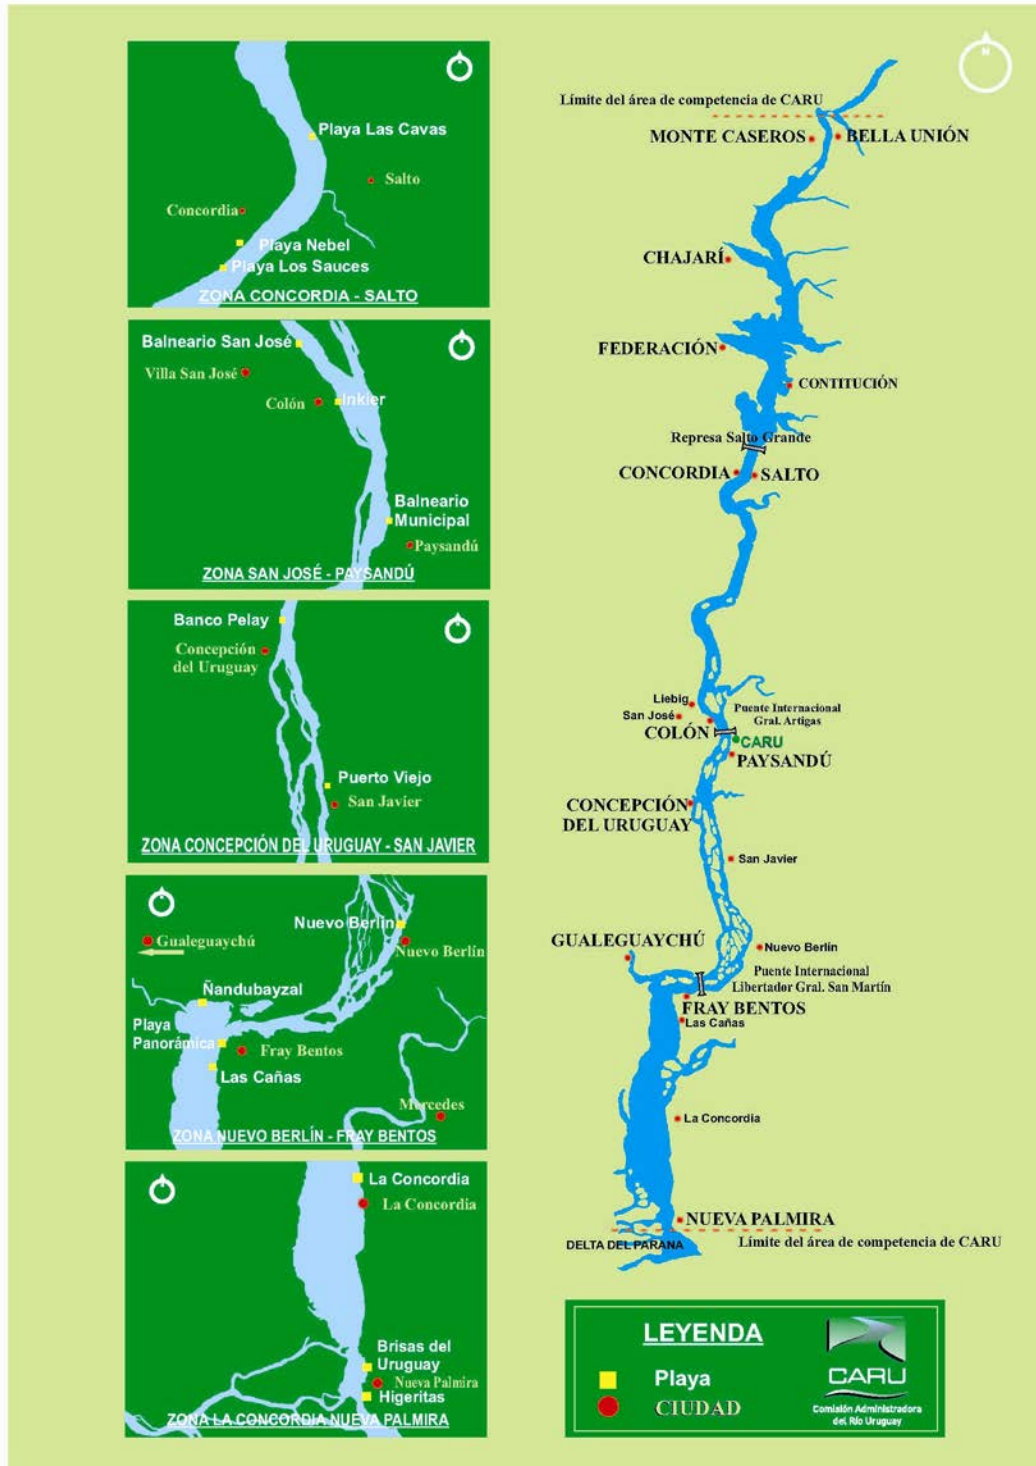 Playa Las Cavas
Salto
Concordia
Playa Nebel
Playa Los Sauces
ZONA CONCORDIA - SALTO
Balneario San José
Villa San José
Colón
Inkier
Balneario
Municipal
Paysandú
ZONA SAN JOSÉ - PAYSANDÚ
Banco Pelay
Concepción
del Uruguay
Puerto Viejo
San Javier
ZONA CONCEPCIÓN DEL URUGUAY - SAN JAVIER
Nuevo Berlín
Gualeguaychú
Nuevo Berlín
Ñandubayzal
Playa
Panorámica
Fray Bentos
Las Cañas
Mercedes
ZONA NUEVO BERLÍN - FRAY BENTOS
La Concordia
La Concordia
Brisas del
Uruguay
Nueva Palmira
Higeritas
ZONA LA CONCORDIA NUEVA PALMIRA
N
Límite del área de competencia de CARU
MONTE CASEROS
BELLA UNIÓN
CHAJARÍ
FEDERACIÓN
CONTITUCIÓN
Represa Salto Grande
CONCORDIA
SALTO
Liebig
San José
Puente Internacional
Gral. Artigas
COLÓN
CARU
PAYSANDÚ
CONCEPCIÓN
DEL URUGUAY
San Javier
GUALEGUAYCHÚ
Nuevo Berlín
Puente Internacional
Libertador Gral. San Martín
FRAY BENTOS
Las Cañas
La Concordia
NUEVA PALMIRA
DELTA DEL PARANA
Límite del área de competencia de CARU
LEYENDA
Playa
CIUDAD
CARU
Comisión Administradora
del Río Uruguay